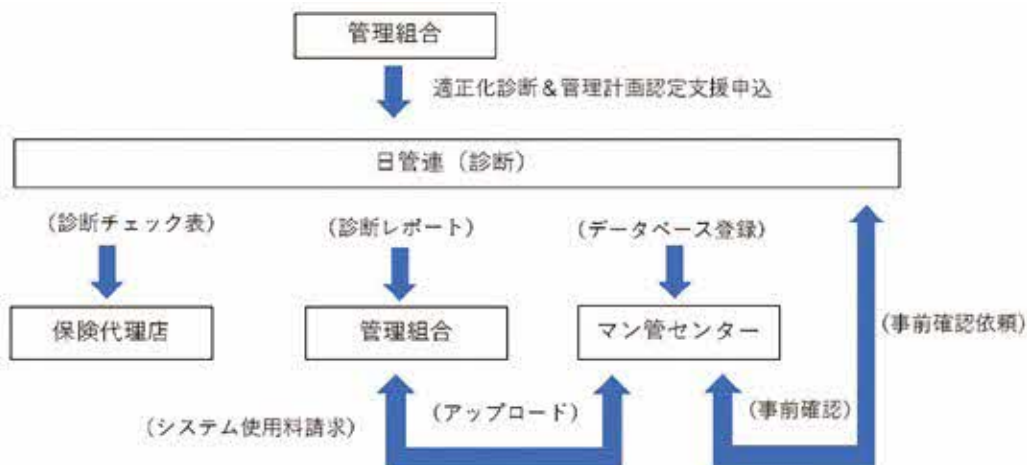 管理組合
適正化診断＆管理計画認定支援申込
日管連（診断）
（診断チェック表）
（診断レポート）
（データベース登録）
保険代理店
管理組合
マン管センター
（事前確認依頼）
（システム使用料請求）
（アップロード）
（事前確認）